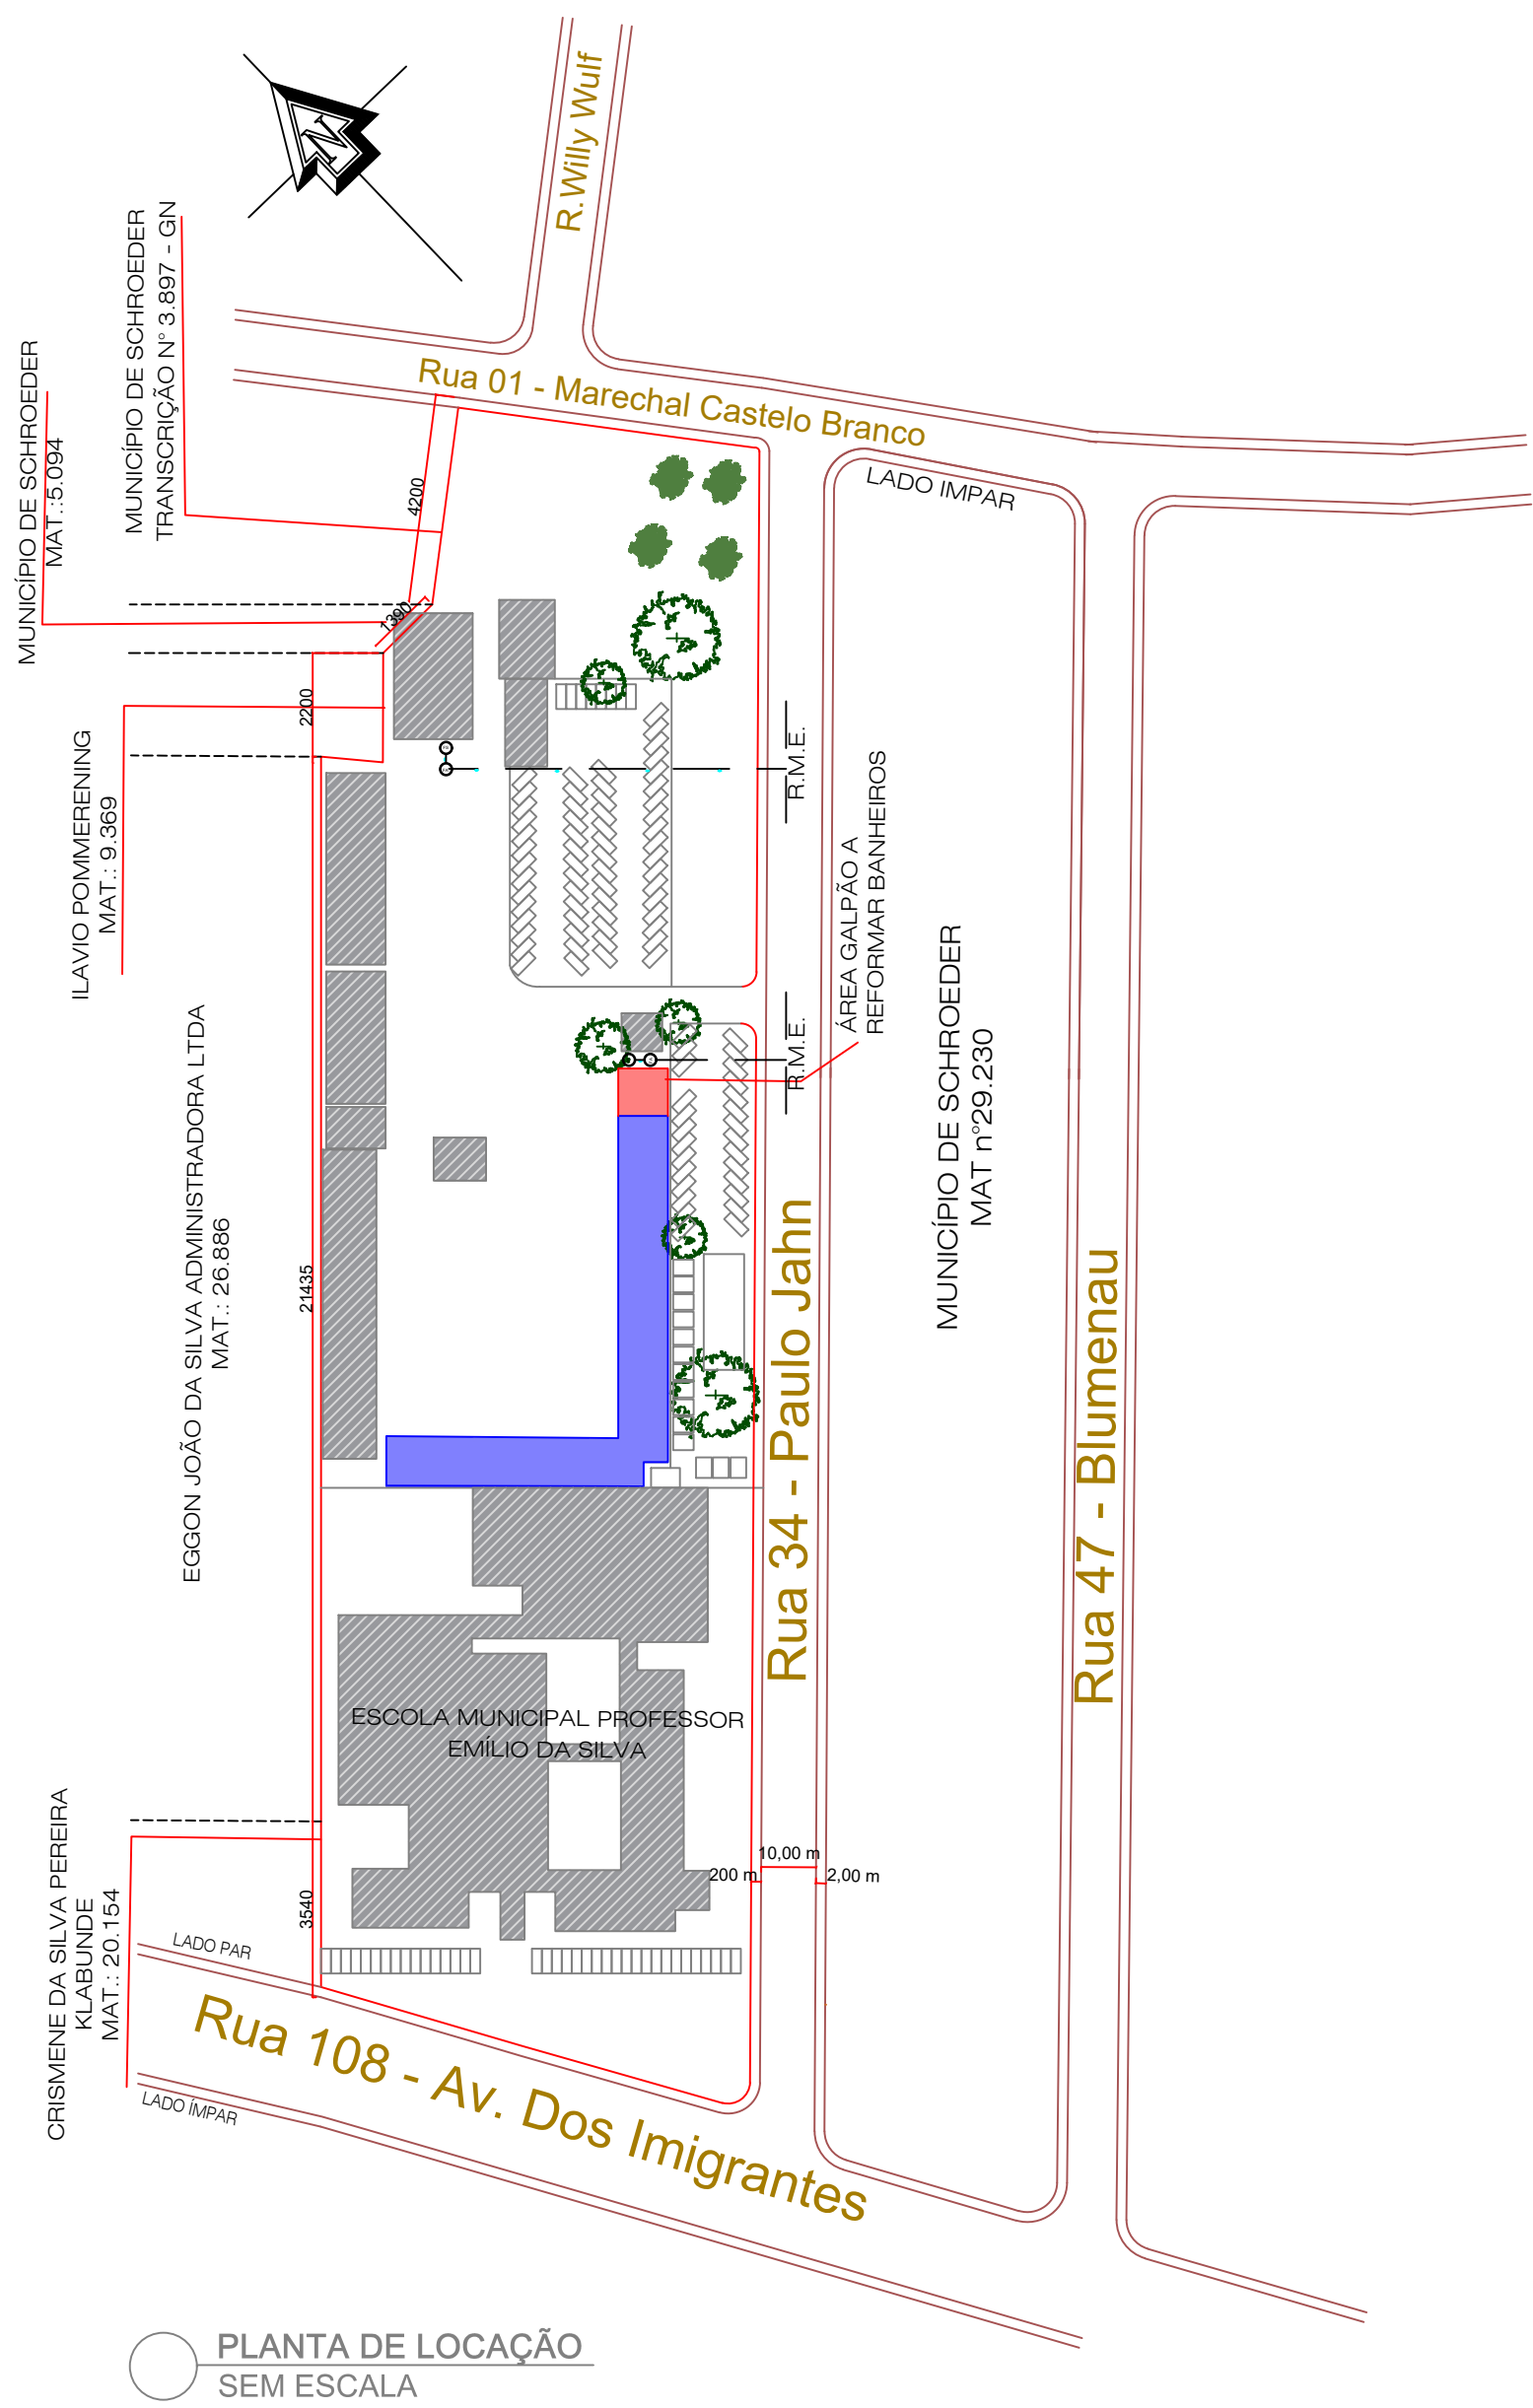 R.Willy Wulf
N
MUNICÍPIO DE SCHROEDER
TRANSCRIÇÃO N° 3.897 - GN
MUNICÍPIO DE SCHROEDER
MAT.:5.094
Rua 01 - Marechal Castelo Branco
LADO IMPAR
4200
1390
2200
ILAVIO POMMERENING
MAT.: 9.369
R.M.E.
ÁREA GALPÃO A
REFORMAR BANHEIROS
R.M.E.
MUNICÍPIO DE SCHROEDER
MAT n°29.230
EGGON JOÃO DA SILVA ADMINISTRADORA LTDA
MAT.: 26.886
21435
Rua 34 - Paulo Jahn
Rua 47 - Blumenau
ESCOLA MUNICIPAL PROFESSOR
EMÍLIO DA SILVA
CRISMENE DA SILVA PEREIRA
KLABUNDE
MAT.: 20.154
3540
10,00 m
200 m
2,00 m
LADO PAR
Rua 108 - Av. Dos Imigrantes
LADO ÍMPAR
PLANTA DE LOCAÇÃO
SEM ESCALA